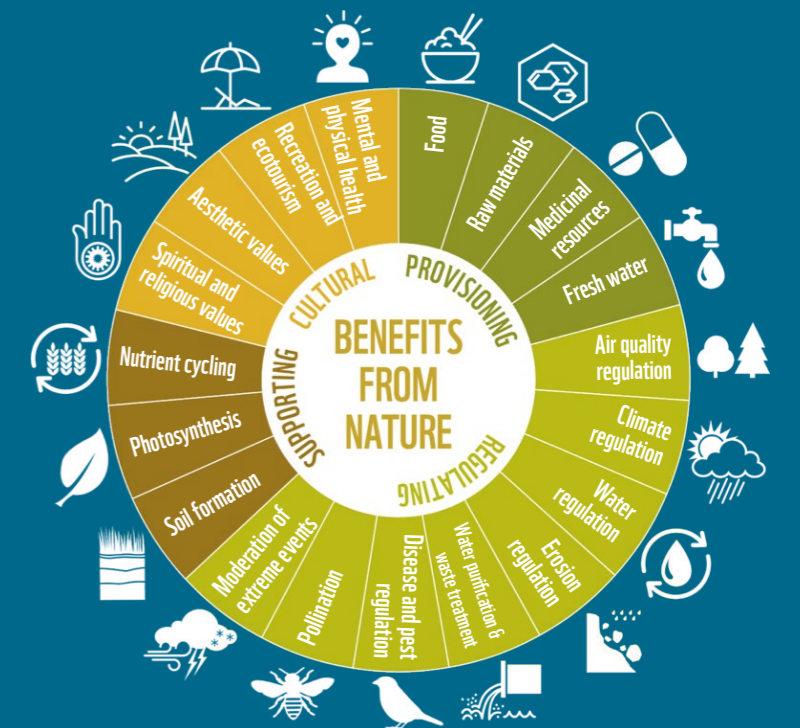 BENEFITS
FROM
NATURE
PROVISIONING
Food
Raw materials
Medicinal
resources
Fresh water
REGULATING
Air quality
regulation
Climate
regulation
Water
regulation
Erosion
regulation
Water purification &
waste treatment
Disease and pest
regulation
Pollination
Moderation of
extreme events
SUPPORTING
Soil formation
Photosynthesis
Nutrient cycling
CULTURAL
Spiritual and
religious values
Aesthetic values
Recreation and
ecotourism
Mental and
physical health